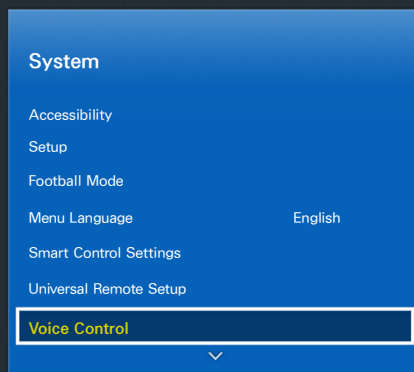 System
Accessibility
Setup
Football Mode
Menu Language English
Smart Control Settings
Universal Remote Setup
Voice Control